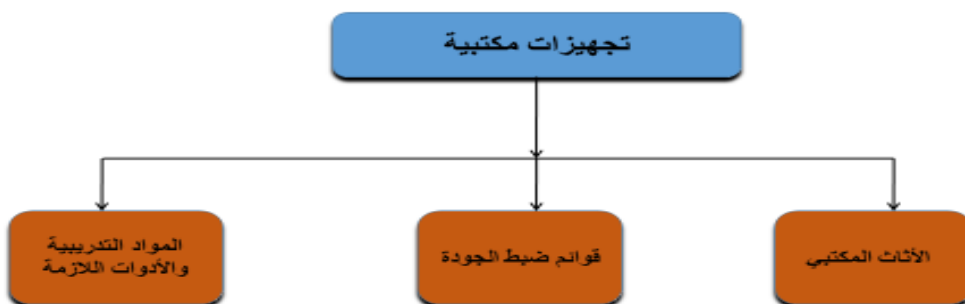 تجهيزات مكتبية
الأثاث المكتبي
قوائم ضبط الجودة
المواد التدريبية
والأدوات اللازمة